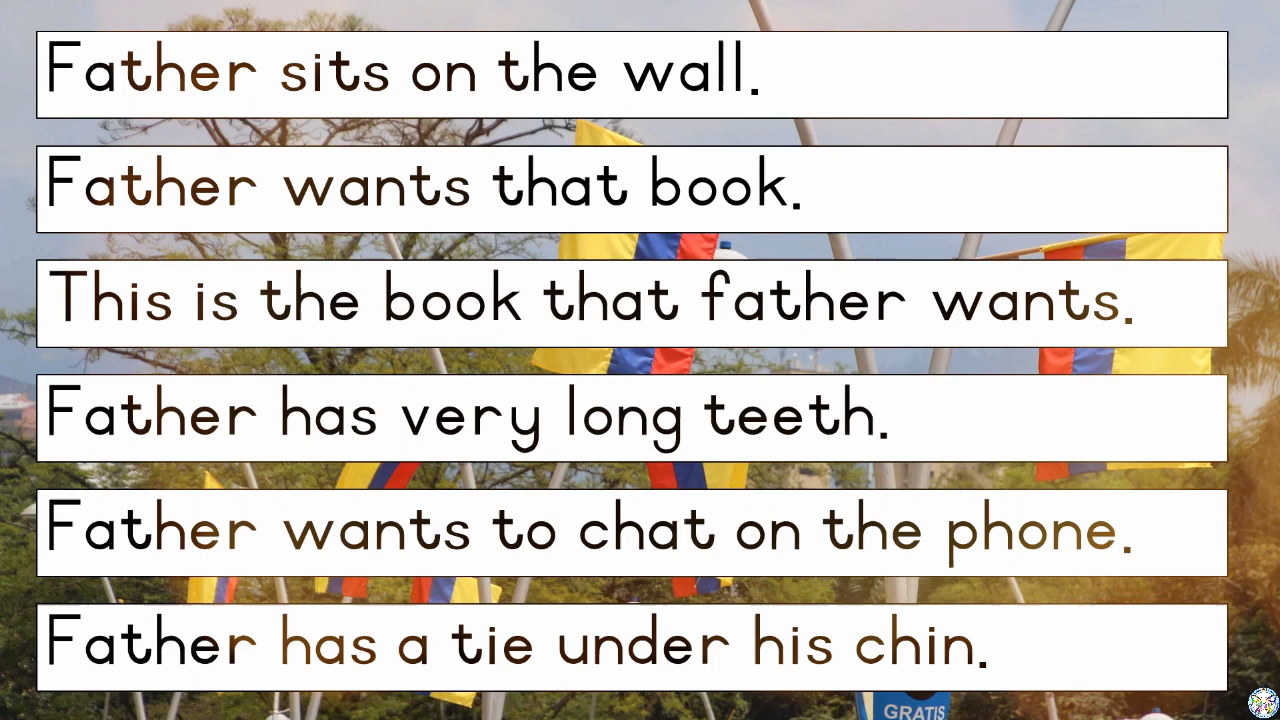 Father sits on the wall.
Father wants that book.
This is the book that father wants.
Father has very long teeth.
Father wants to chat on the phone.
Father has a tie under his chin.
GRATIS